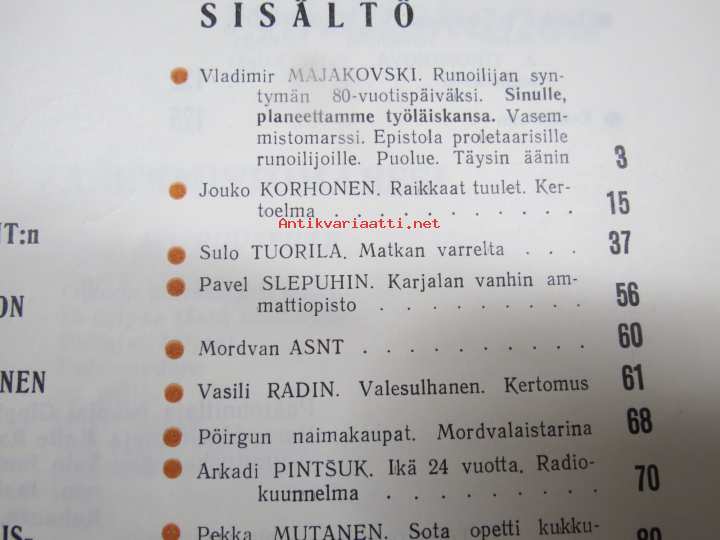 SISÄLTÖ
Vladimir MAJAKOVSKI. Runoilijan syn-
tymän 80-vuotispäiväksi. Sinulle,
planeettamme työläiskansa. Vasem-
mistomarssi. Epistola proletaarisille
runoilijoille. Puolue. Täysin äänin 3
Jouko KORHONEN. Raikkaat tuulet. Ker-
toelma . . . . . . . . . . . 15
Antikvariaatti.net
Sulo TUORILA. Matkan varrelta . . . 37
Pavel SLEPUHIN. Karjalan vanhin am-
mattiopisto . . . . . . . . . 56
Mordvan ASNT . . . . . . . . . . 60
Vasili RADIN. Valesulhanen. Kertomus 61
Pöirgun naimakaupat. Mordvalaistarina 68
Arkadi PINTŠUK. Ikä 24 vuotta. Radio-
kuunnelma . . . . . . . . . 70
Pekka MUTANEN. Sota opetti kukku-
NT:n
ON
NEN
IS-